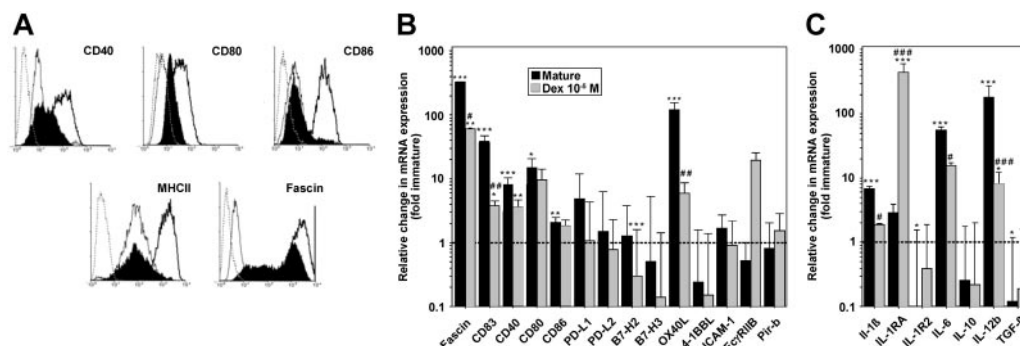 A
CD40
CD80
CD86
MHCII
Fascin
B
Relative change in mRNA expression
(fold immature)
1000
100
10
1
0.1
Mature
Dex 10⁻⁶ M
***
#
**
***
##
*
***
**
*
**
***
***
##
Fascin
CD83
CD40
CD80
CD86
PD-L1
PD-L2
B7-H2
B7-H3
OX40L
4-1BBL
ICAM-1
FcγRIIB
Pir-b
C
Relative change in mRNA expression
(fold immature)
1000
100
10
1
0.1
***
#
###
***
*
***
#
***
###
*
*
Il-1ß
IL-1RA
IL-1R2
IL-6
IL-10
IL-12b